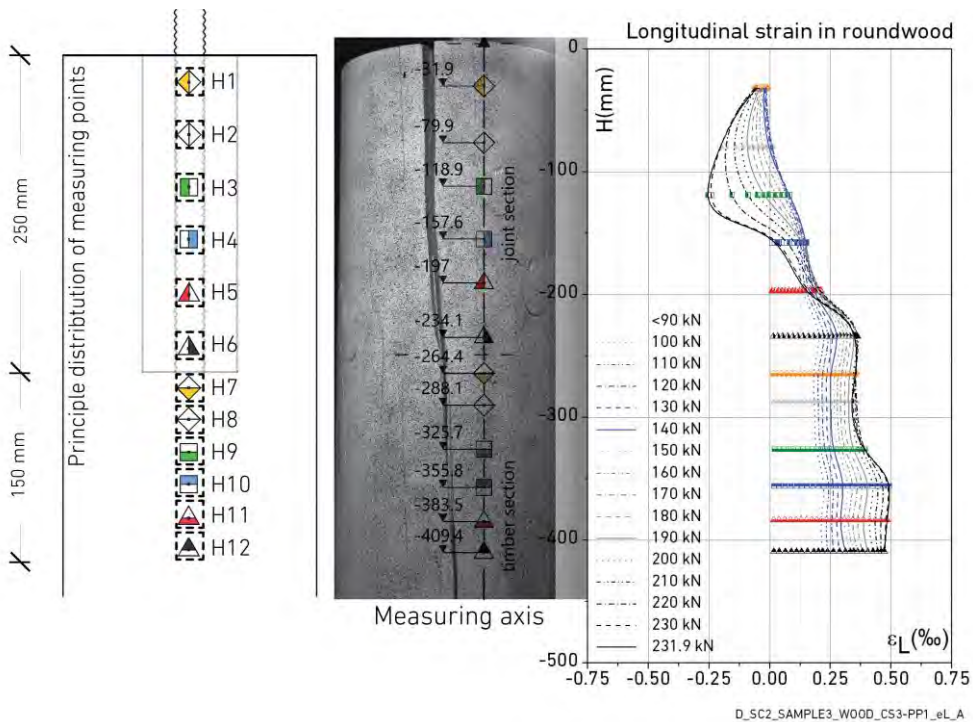 Principle distribtution of measuring points
250 mm
150 mm
H1
H2
H3
H4
H5
H6
H7
H8
H9
H10
H11
H12
-31.9
-79.9
-118.9
-157.6
-197
-234.1
-264.4
-288.1
-325.7
-355.8
-383.5
-409.4
joint section
timber section
Measuring axis
Longitudinal strain in roundwood
H(mm)
0
-100
-200
-300
-400
-500
<90 kN
100 kN
110 kN
120 kN
130 kN
140 kN
150 kN
160 kN
170 kN
180 kN
190 kN
200 kN
210 kN
220 kN
230 kN
231.9 kN
εL(‰)
-0.75 -0.50 -0.25 0.00 0.25 0.50 0.75
D_SC2_SAMPLE3_WOOD_CS3-PP1_eL_A